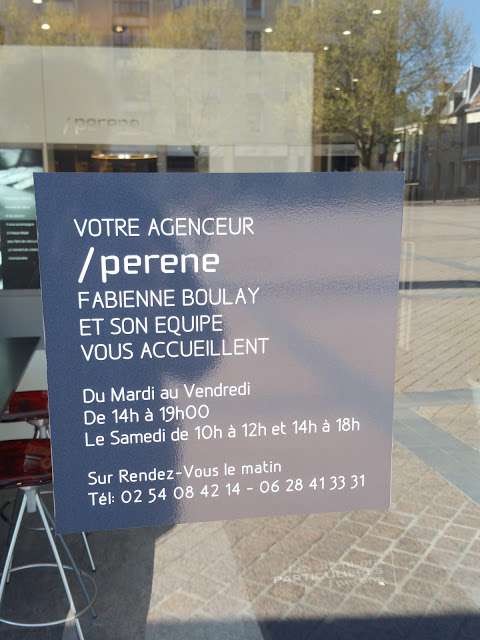 /perene
VOTRE AGENCEUR
/perene
FABIENNE BOULAY
ET SON EQUIPE
VOUS ACCUEILLENT
Du Mardi au Vendredi
De 14h à 19h00
Le Samedi de 10h à 12h et 14h à 18h
Sur Rendez-Vous le matin
Tél: 02 54 08 42 14 - 06 28 41 33 31